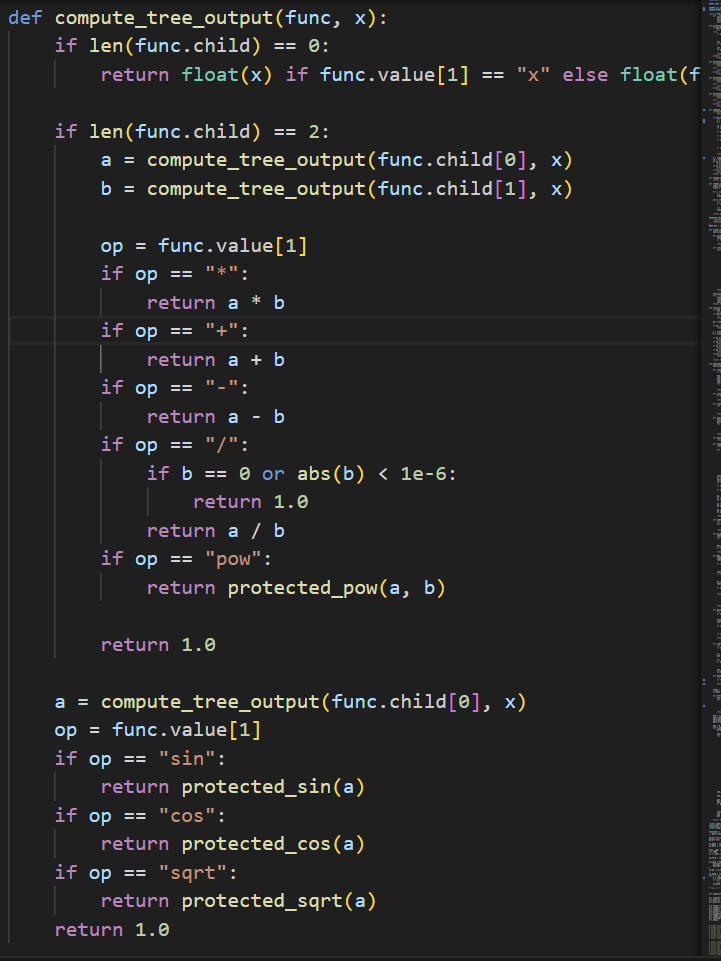 def compute_tree_output(func, x):
    if len(func.child) == 0:
        return float(x) if func.value[1] == "x" else float(f

    if len(func.child) == 2:
        a = compute_tree_output(func.child[0], x)
        b = compute_tree_output(func.child[1], x)

        op = func.value[1]
        if op == "*":
            return a * b
        if op == "+":
            return a + b
        if op == "-":
            return a - b
        if op == "/":
            if b == 0 or abs(b) < 1e-6:
                return 1.0
            return a / b
        if op == "pow":
            return protected_pow(a, b)

        return 1.0

    a = compute_tree_output(func.child[0], x)
    op = func.value[1]
    if op == "sin":
        return protected_sin(a)
    if op == "cos":
        return protected_cos(a)
    if op == "sqrt":
        return protected_sqrt(a)
    return 1.0